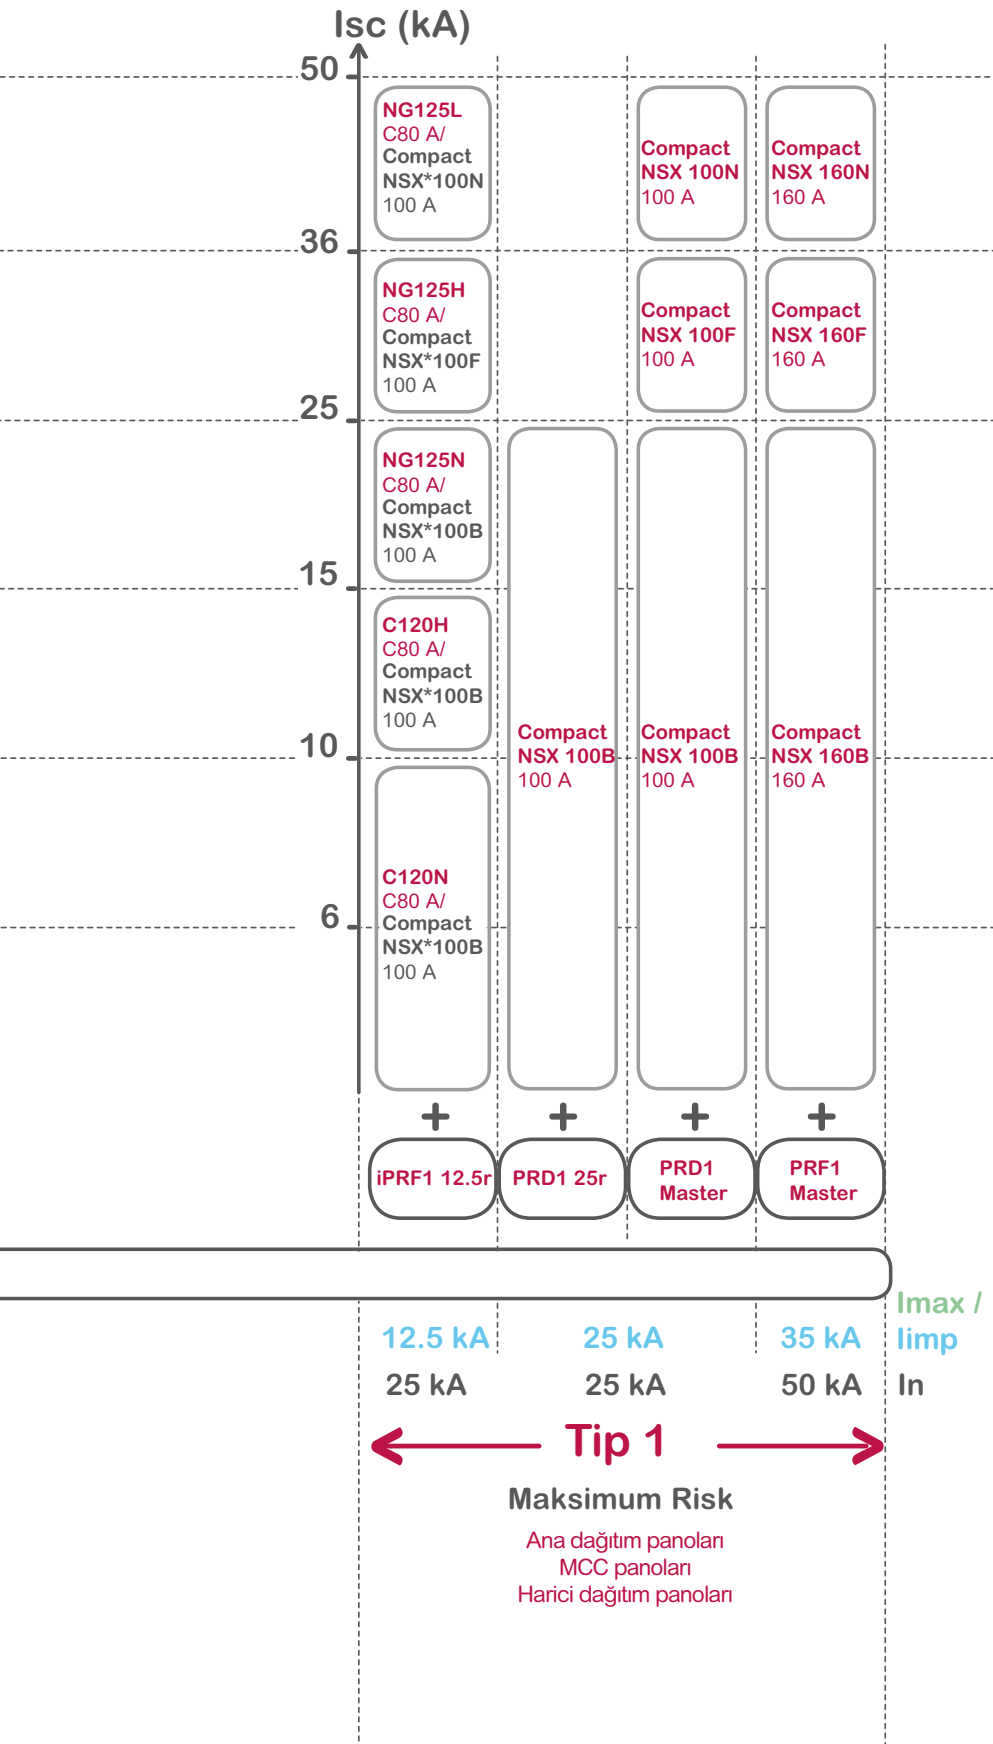 Isc (kA)
50
NG125L
C80 A/
Compact
NSX*100N
100 A
Compact
NSX 100N
100 A
Compact
NSX 160N
160 A
36
NG125H
C80 A/
Compact
NSX*100F
100 A
Compact
NSX 100F
100 A
Compact
NSX 160F
160 A
25
NG125N
C80 A/
Compact
NSX*100B
100 A
15
C120H
C80 A/
Compact
NSX*100B
100 A
10
Compact
NSX 100B
100 A
Compact
NSX 100B
100 A
Compact
NSX 160B
160 A
C120N
C80 A/
Compact
NSX*100B
100 A
6
+
+
+
+
iPRF1 12.5r
PRD1 25r
PRD1
Master
PRF1
Master
Imax /
12.5 kA
25 kA
35 kA
Iimp
25 kA
25 kA
50 kA
In
Tip 1
Maksimum Risk
Ana dağıtım panoları
MCC panoları
Harici dağıtım panoları